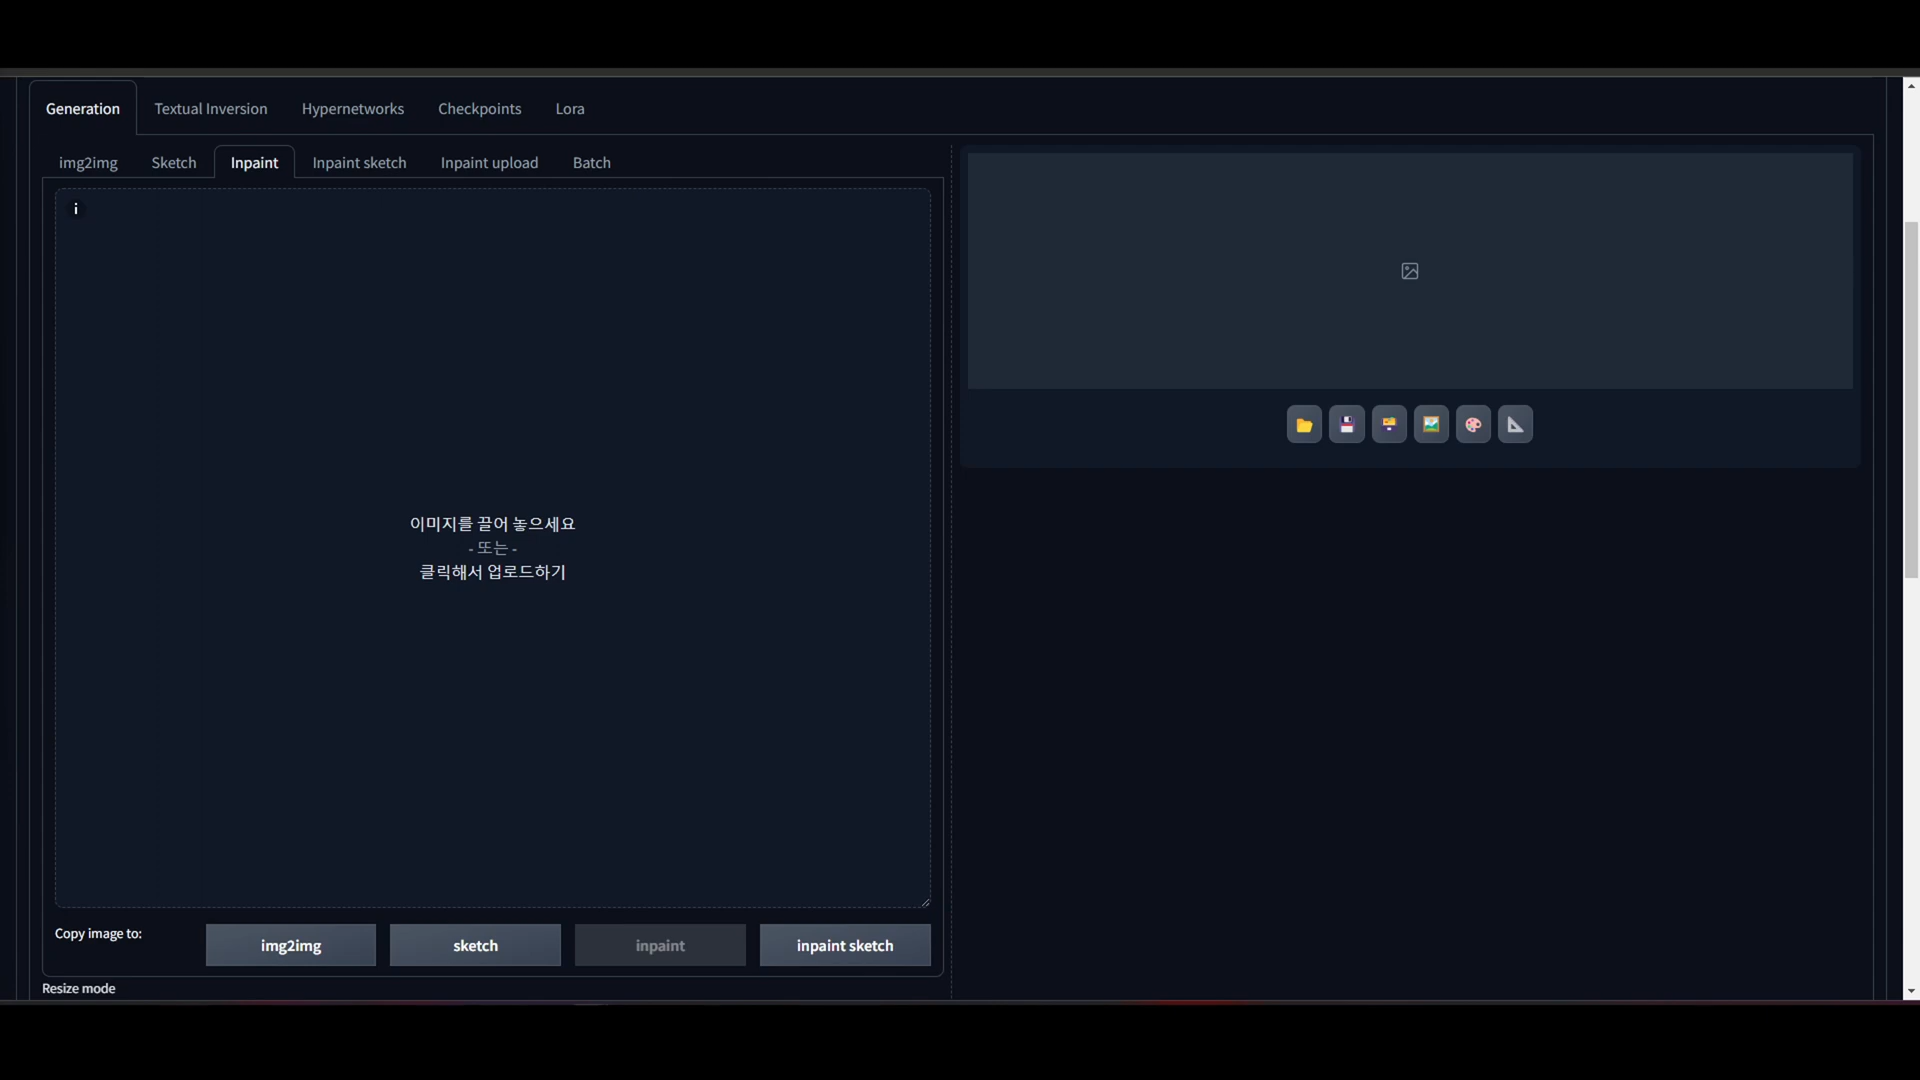 Generation Textual Inversion Hypernetworks Checkpoints Lora
img2img Sketch Inpaint Inpaint sketch Inpaint upload Batch
i
이미지를 끌어 놓으세요
- 또는 -
클릭해서 업로드하기
Copy image to: img2img sketch inpaint inpaint sketch
Resize mode